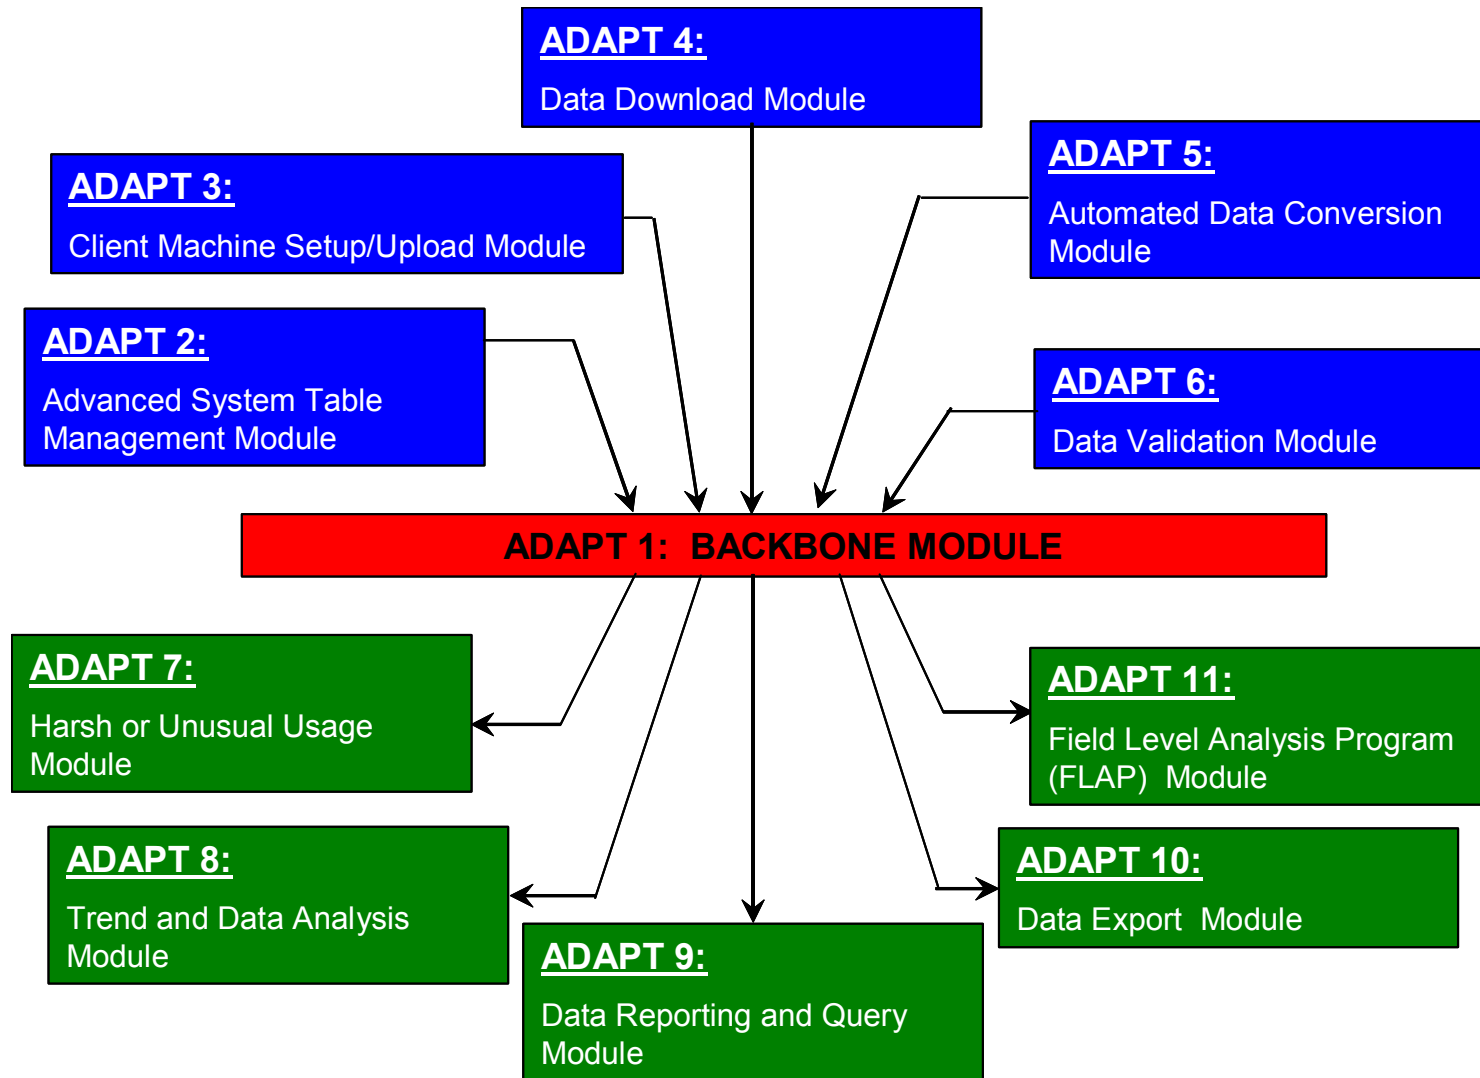 ADAPT 4:
Data Download Module
ADAPT 5:
Automated Data Conversion
Module
ADAPT 3:
Client Machine Setup/Upload Module
ADAPT 2:
Advanced System Table
Management Module
ADAPT 6:
Data Validation Module
ADAPT 1:  BACKBONE MODULE
ADAPT 7:
Harsh or Unusual Usage
Module
ADAPT 11:
Field Level Analysis Program
(FLAP)  Module
ADAPT 8:
Trend and Data Analysis
Module
ADAPT 10:
Data Export  Module
ADAPT 9:
Data Reporting and Query
Module